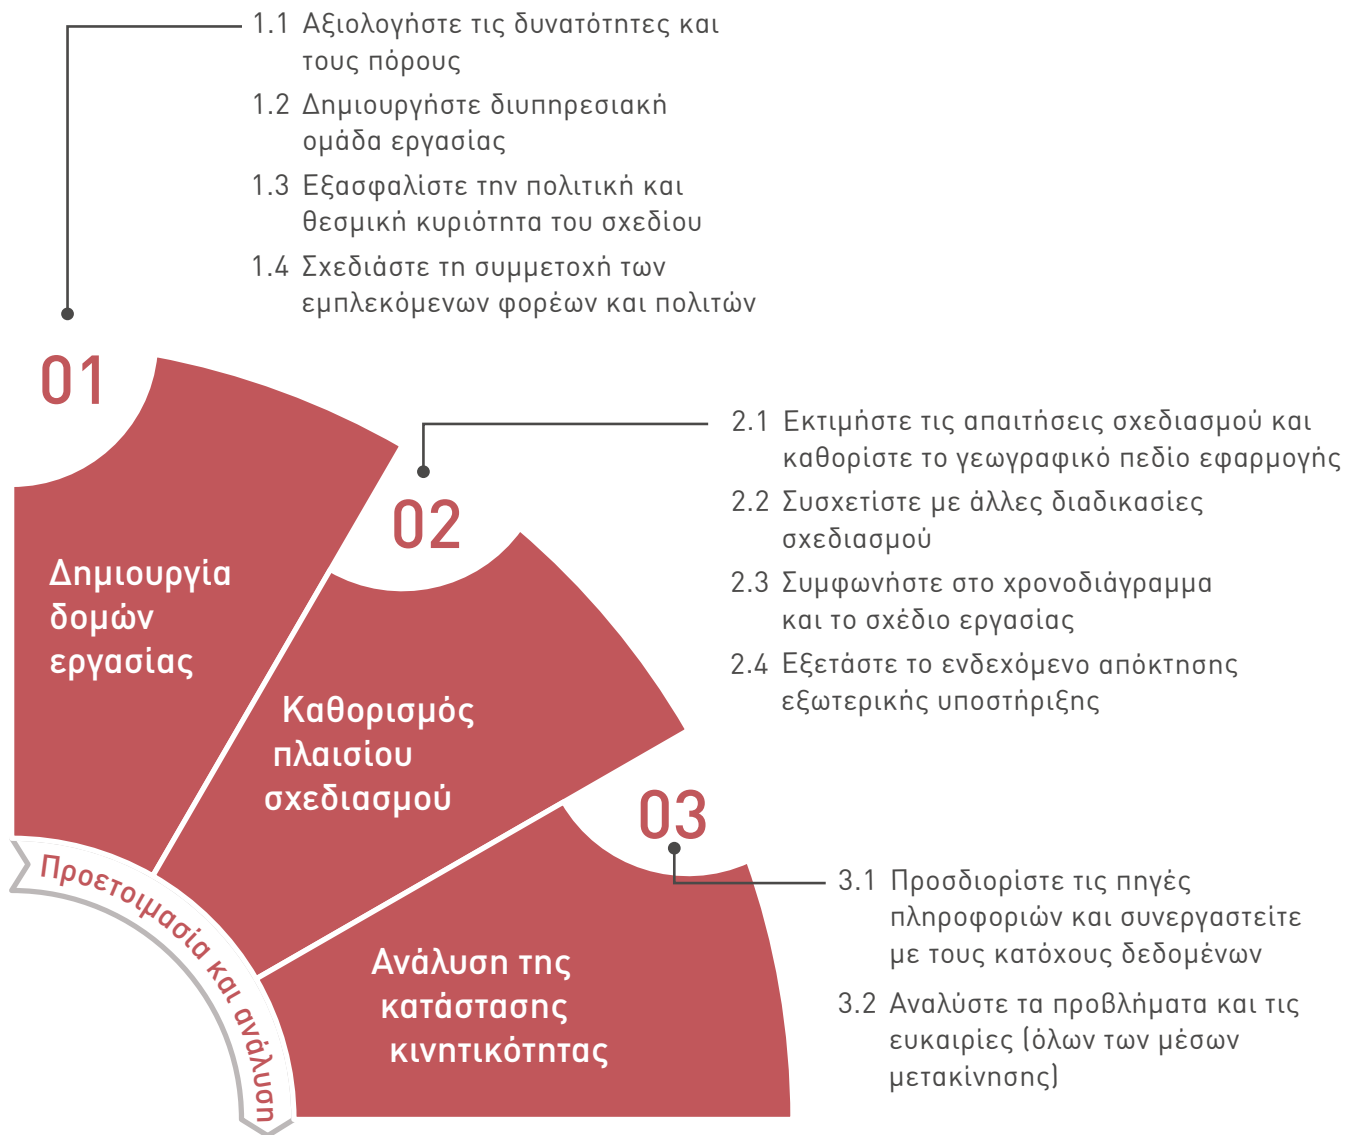 1.1 Αξιολογήστε τις δυνατότητες και
τους πόρους
1.2 Δημιουργήστε διυπηρεσιακή
ομάδα εργασίας
1.3 Εξασφαλίστε την πολιτική και
θεσμική κυριότητα του σχεδίου
1.4 Σχεδιάστε τη συμμετοχή των
εμπλεκόμενων φορέων και πολιτών
01
Δημιουργία
δομών
εργασίας
02
2.1 Εκτιμήστε τις απαιτήσεις σχεδιασμού και
καθορίστε το γεωγραφικό πεδίο εφαρμογής
2.2 Συσχετίστε με άλλες διαδικασίες
σχεδιασμού
2.3 Συμφωνήστε στο χρονοδιάγραμμα
και το σχέδιο εργασίας
2.4 Εξετάστε το ενδεχόμενο απόκτησης
εξωτερικής υποστήριξης
Καθορισμός
πλαισίου
σχεδιασμού
03
3.1 Προσδιορίστε τις πηγές
πληροφοριών και συνεργαστείτε
με τους κατόχους δεδομένων
3.2 Αναλύστε τα προβλήματα και τις
ευκαιρίες (όλων των μέσων
μετακίνησης)
Ανάλυση της
κατάστασης
κινητικότητας
Προετοιμασία και ανάλυση